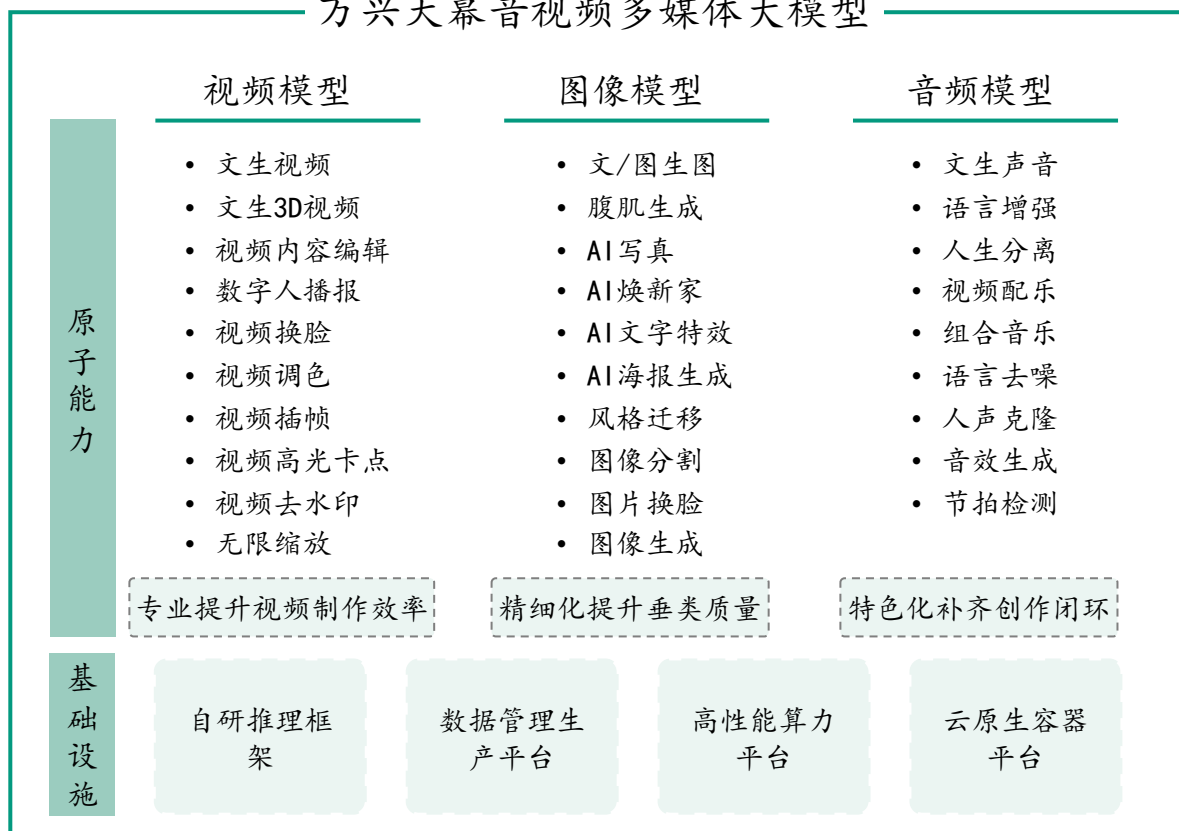 万兴天幕音视频多媒体大模型
视频模型
图像模型
音频模型
原子能力
• 文生视频
• 文生3D视频
• 视频内容编辑
• 数字人播报
• 视频换脸
• 视频调色
• 视频插帧
• 视频高光卡点
• 视频去水印
• 无限缩放
• 文/图生图
• 腹肌生成
• AI写真
• AI焕新家
• AI文字特效
• AI海报生成
• 风格迁移
• 图像分割
• 图片换脸
• 图像生成
• 文生声音
• 语言增强
• 人生分离
• 视频配乐
• 组合音乐
• 语言去噪
• 人声克隆
• 音效生成
• 节拍检测
专业提升视频制作效率
精细化提升垂类质量
特色化补齐创作闭环
基础设施
自研推理框
架
数据管理生
产平台
高性能算力
平台
云原生容器
平台